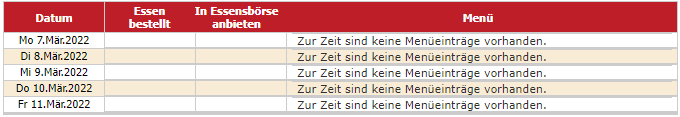 Datum Essen bestellt In Essensbörse anbieten Menü
Mo 7.Mär.2022 Zur Zeit sind keine Menüeinträge vorhanden.
Di 8.Mär.2022 Zur Zeit sind keine Menüeinträge vorhanden.
Mi 9.Mär.2022 Zur Zeit sind keine Menüeinträge vorhanden.
Do 10.Mär.2022 Zur Zeit sind keine Menüeinträge vorhanden.
Fr 11.Mär.2022 Zur Zeit sind keine Menüeinträge vorhanden.